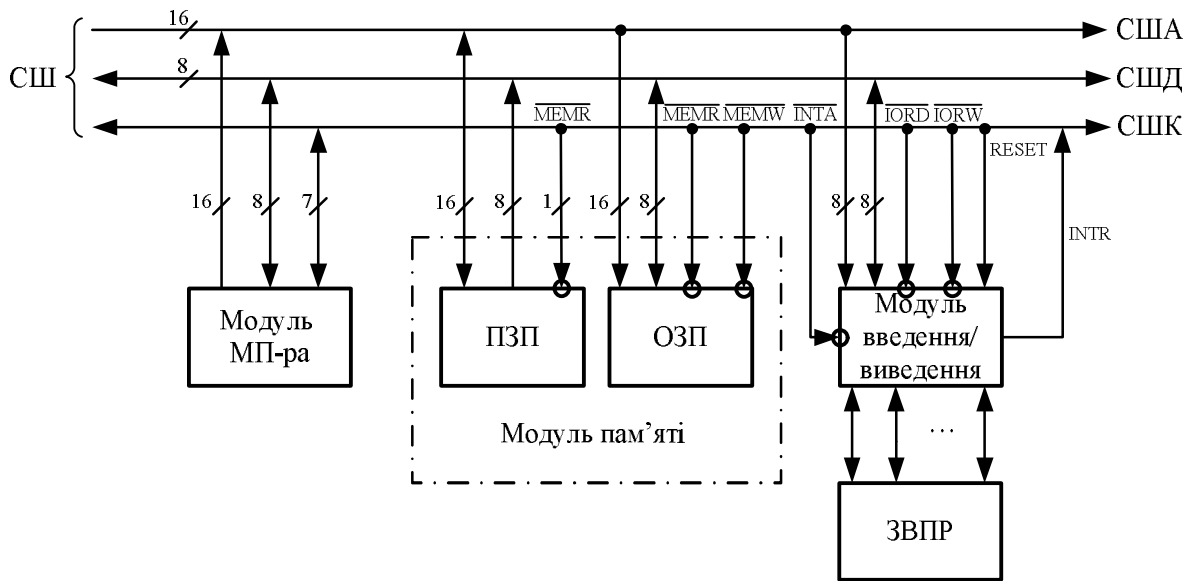 16
США
СШ
8
СШД
MEMR
MEMR
MEMW
INTA
IORD
IORW
СШК
RESET
16
8
7
16
8
1
16
8
8
8
INTR
Модуль
МП-ра
ПЗП
ОЗП
Модуль
введення/
виведення
Модуль пам’яті
...
ЗВПР